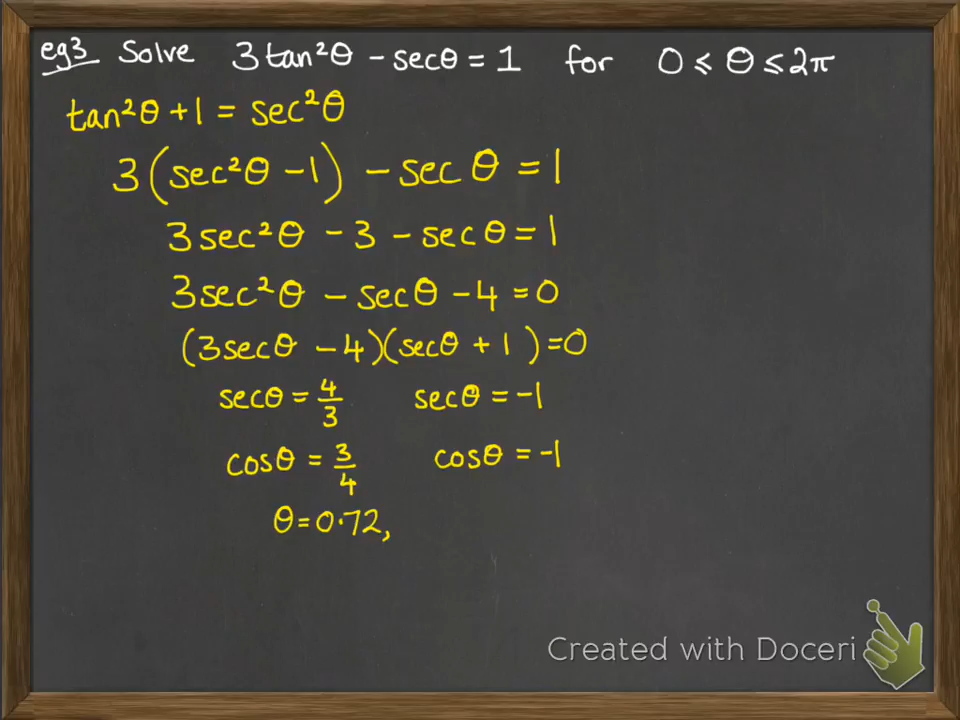 eg3 Solve 3tan²θ - secθ = 1 for 0 ≤ θ ≤ 2π
tan²θ + 1 = sec²θ
3(sec²θ - 1) - sec θ = 1
3sec²θ - 3 - secθ = 1
3sec²θ - secθ - 4 = 0
(3secθ - 4)(secθ + 1) = 0
secθ = 4/3 secθ = -1
cosθ = 3/4 cosθ = -1
θ = 0·72,
Created with Doceri